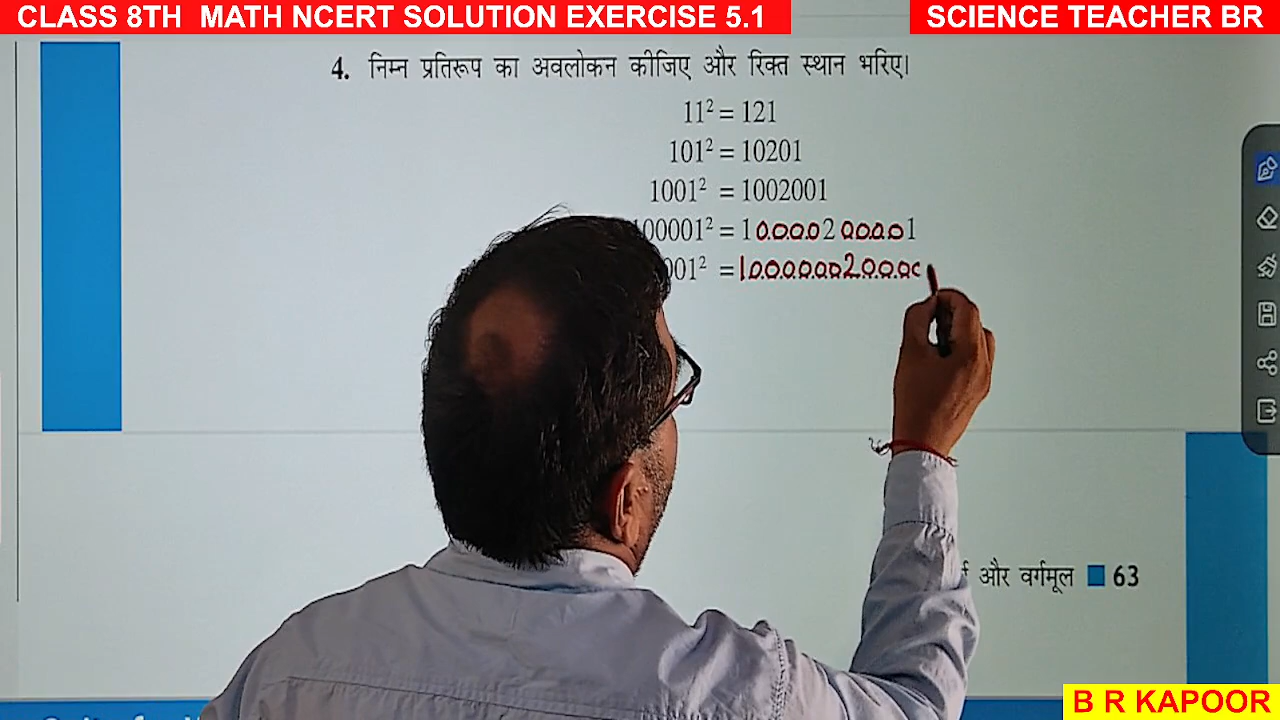 CLASS 8TH MATH NCERT SOLUTION EXERCISE 5.1
SCIENCE TEACHER BR
4. निम्न प्रतिरूप का अवलोकन कीजिए और रिक्त स्थान भरिए।
11² = 121
101² = 10201
1001² = 1002001
100001² = 10000200001
001² = 1000000200000
और वर्गमूल 63
B R KAPOOR